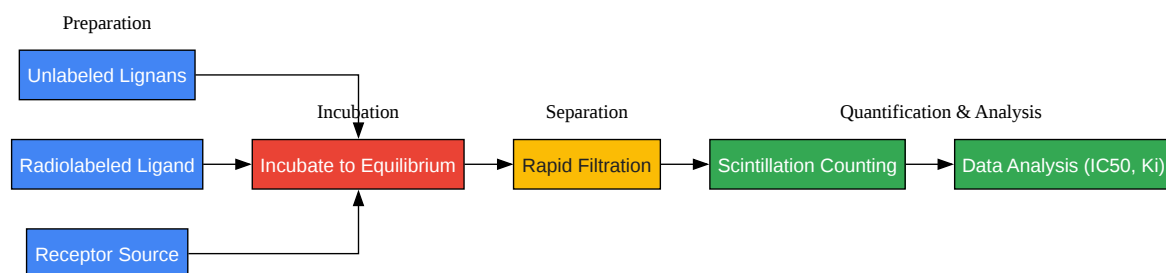 Preparation
Unlabeled Lignans
Incubation
Separation
Quantification & Analysis
Radiolabeled Ligand
Incubate to Equilibrium
Rapid Filtration
Scintillation Counting
Data Analysis (IC50, Ki)
Receptor Source